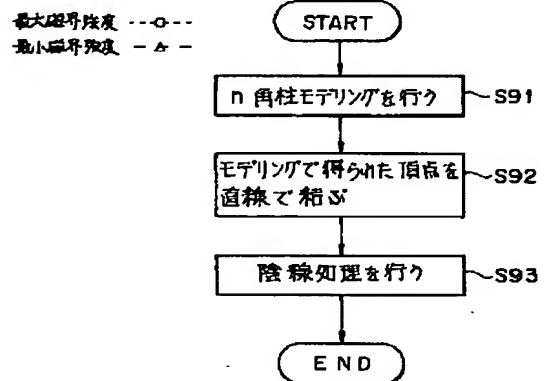 最大磁界強度 ---o---
最小磁界強度 - △ -
START
n 角柱モデリングを行う
S91
モデリングで得られた頂点を
直線で結ぶ
S92
陰線処理を行う
S93
END